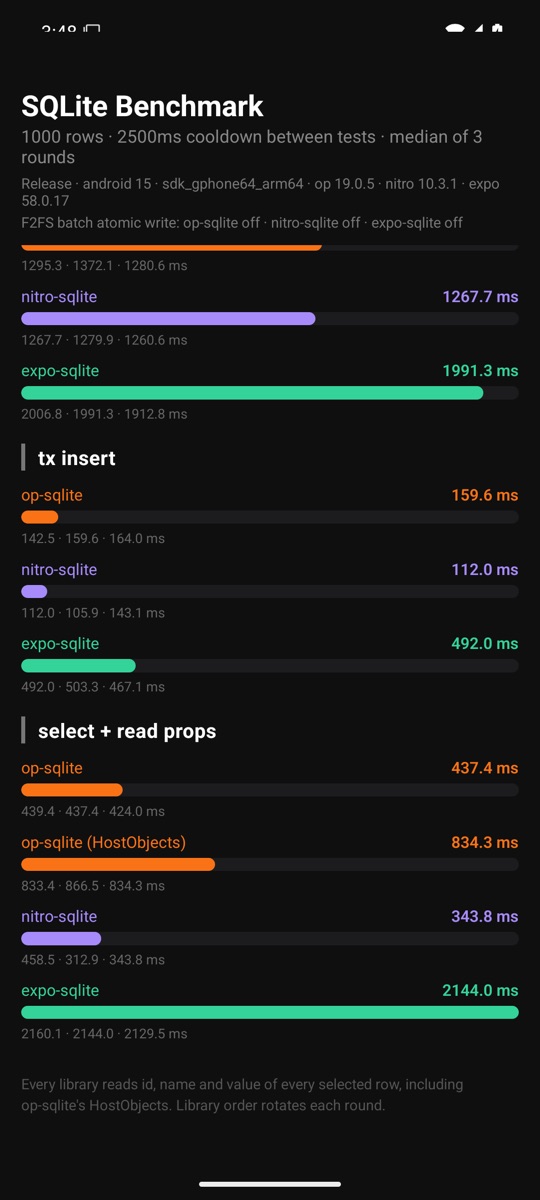 3:48
SQLite Benchmark
1000 rows · 2500ms cooldown between tests · median of 3
rounds
Release · android 15 · sdk_gphone64_arm64 · op 19.0.5 · nitro 10.3.1 · expo
58.0.17
F2FS batch atomic write: op-sqlite off · nitro-sqlite off · expo-sqlite off
1295.3 · 1372.1 · 1280.6 ms
nitro-sqlite 1267.7 ms
1267.7 · 1279.9 · 1260.6 ms
expo-sqlite 1991.3 ms
2006.8 · 1991.3 · 1912.8 ms
tx insert
op-sqlite 159.6 ms
142.5 · 159.6 · 164.0 ms
nitro-sqlite 112.0 ms
112.0 · 105.9 · 143.1 ms
expo-sqlite 492.0 ms
492.0 · 503.3 · 467.1 ms
select + read props
op-sqlite 437.4 ms
439.4 · 437.4 · 424.0 ms
op-sqlite (HostObjects) 834.3 ms
833.4 · 866.5 · 834.3 ms
nitro-sqlite 343.8 ms
458.5 · 312.9 · 343.8 ms
expo-sqlite 2144.0 ms
2160.1 · 2144.0 · 2129.5 ms
Every library reads id, name and value of every selected row, including
op-sqlite's HostObjects. Library order rotates each round.